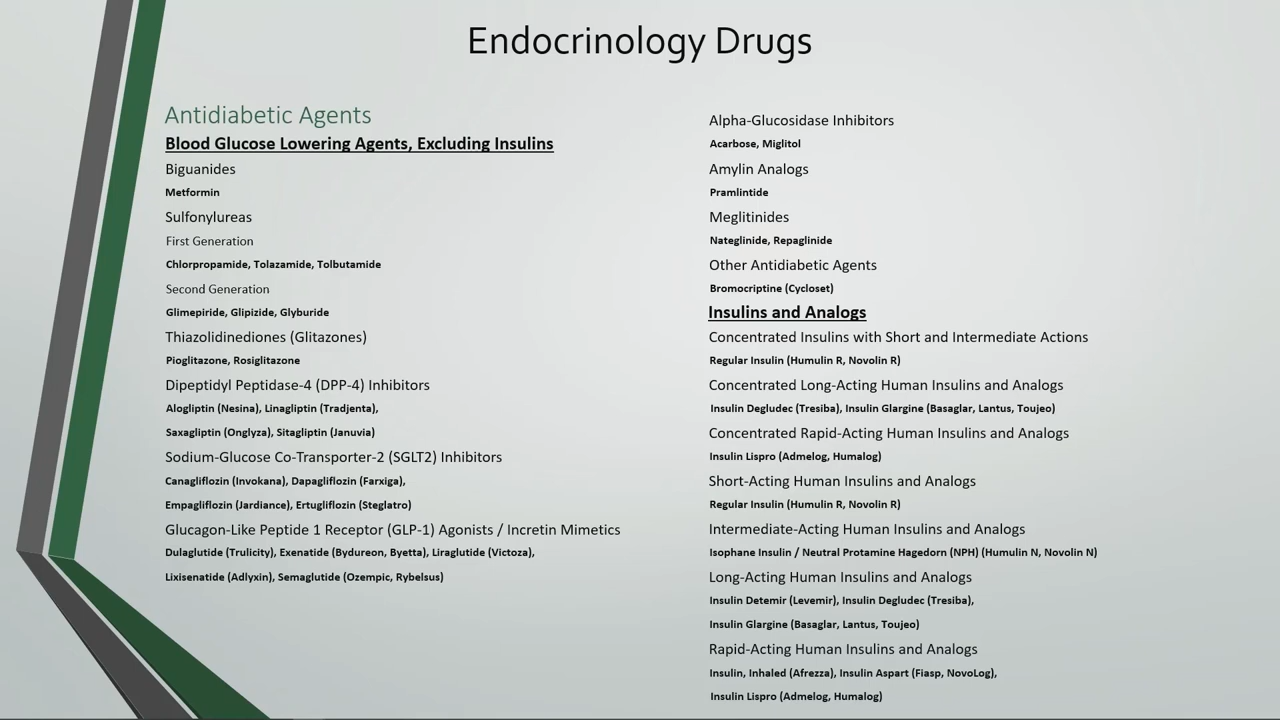 Endocrinology Drugs
Antidiabetic Agents
Blood Glucose Lowering Agents, Excluding Insulins
Biguanides
Metformin
Sulfonylureas
First Generation
Chlorpropamide, Tolazamide, Tolbutamide
Second Generation
Glimepiride, Glipizide, Glyburide
Thiazolidinediones (Glitazones)
Pioglitazone, Rosiglitazone
Dipeptidyl Peptidase-4 (DPP-4) Inhibitors
Alogliptin (Nesina), Linagliptin (Tradjenta),
Saxagliptin (Onglyza), Sitagliptin (Januvia)
Sodium-Glucose Co-Transporter-2 (SGLT2) Inhibitors
Canagliflozin (Invokana), Dapagliflozin (Farxiga),
Empagliflozin (Jardiance), Ertugliflozin (Steglatro)
Glucagon-Like Peptide 1 Receptor (GLP-1) Agonists / Incretin Mimetics
Dulaglutide (Trulicity), Exenatide (Bydureon, Byetta), Liraglutide (Victoza),
Lixisenatide (Adlyxin), Semaglutide (Ozempic, Rybelsus)
Alpha-Glucosidase Inhibitors
Acarbose, Miglitol
Amylin Analogs
Pramlintide
Meglitinides
Nateglinide, Repaglinide
Other Antidiabetic Agents
Bromocriptine (Cycloset)
Insulins and Analogs
Concentrated Insulins with Short and Intermediate Actions
Regular Insulin (Humulin R, Novolin R)
Concentrated Long-Acting Human Insulins and Analogs
Insulin Degludec (Tresiba), Insulin Glargine (Basaglar, Lantus, Toujeo)
Concentrated Rapid-Acting Human Insulins and Analogs
Insulin Lispro (Admelog, Humalog)
Short-Acting Human Insulins and Analogs
Regular Insulin (Humulin R, Novolin R)
Intermediate-Acting Human Insulins and Analogs
Isophane Insulin / Neutral Protamine Hagedorn (NPH) (Humulin N, Novolin N)
Long-Acting Human Insulins and Analogs
Insulin Detemir (Levemir), Insulin Degludec (Tresiba),
Insulin Glargine (Basaglar, Lantus, Toujeo)
Rapid-Acting Human Insulins and Analogs
Insulin, Inhaled (Afrezza), Insulin Aspart (Fiasp, NovoLog),
Insulin Lispro (Admelog, Humalog)